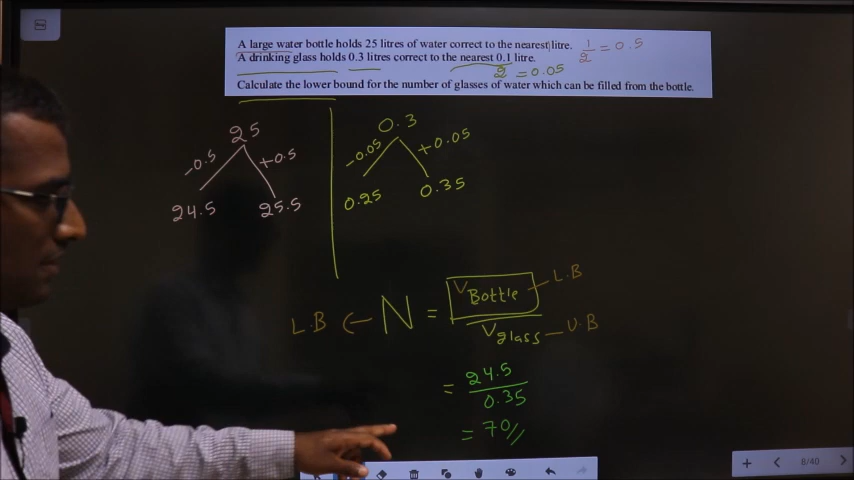 A large water bottle holds 25 litres of water correct to the nearest litre. 1/2 = 0.5
A drinking glass holds 0.3 litres correct to the nearest 0.1 litre.
2 = 0.05
Calculate the lower bound for the number of glasses of water which can be filled from the bottle.
25
-0.5 +0.5
24.5 25.5
0.3
-0.05 +0.05
0.25 0.35
L.B ← N = V Bottle — L.B
V glass — U.B
= 24.5
0.35
= 70//
8/40